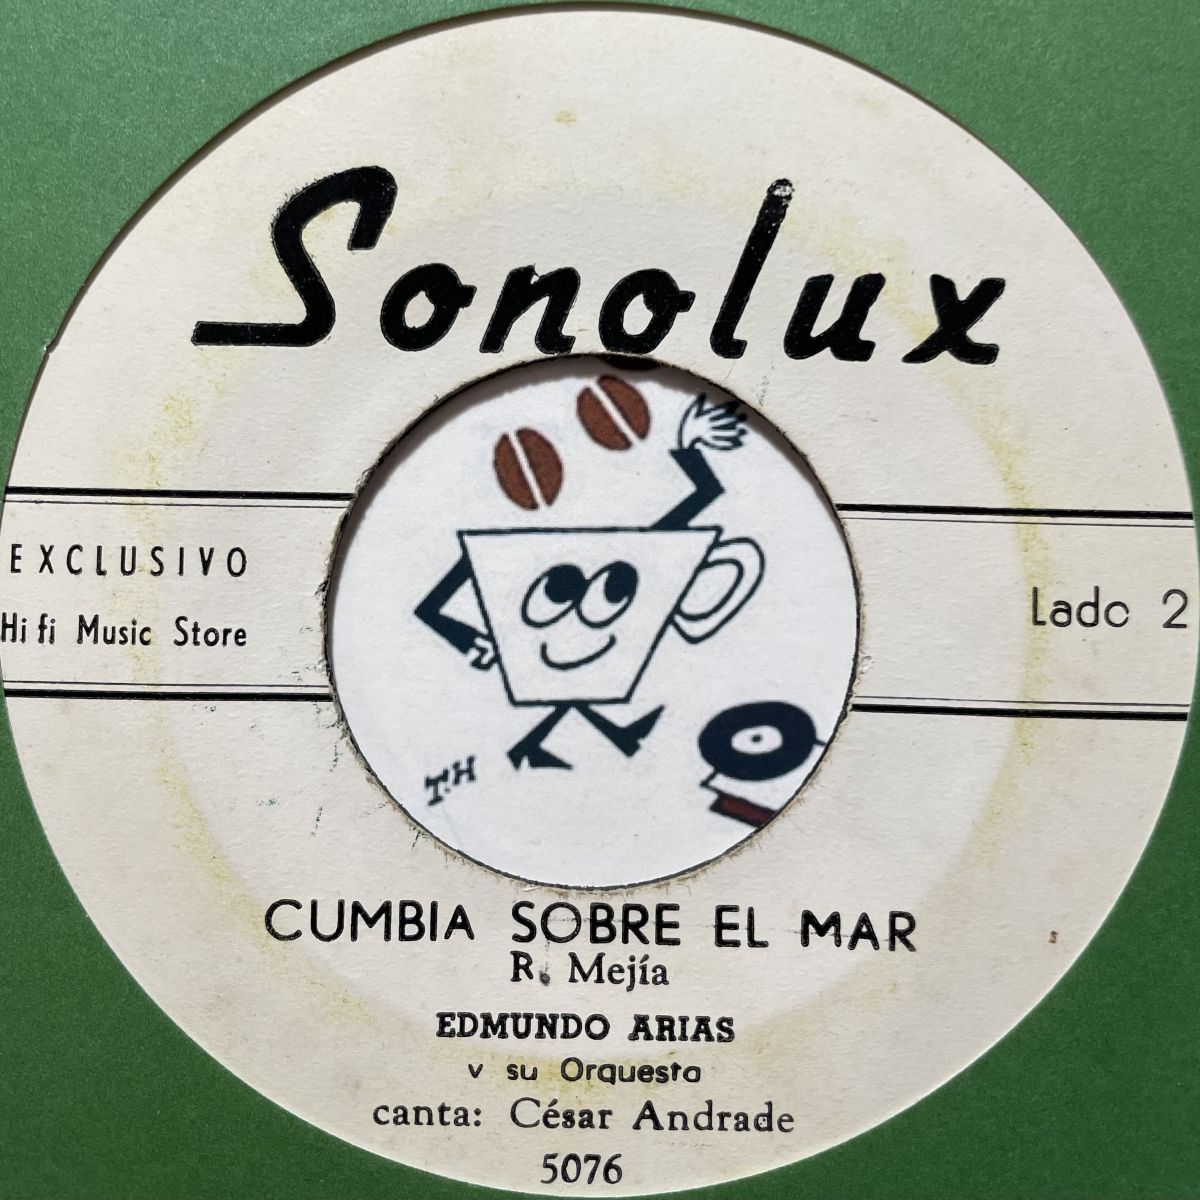 Sonolux
EXCLUSIVO
Hi fi Music Store
Lado 2
T.H
CUMBIA SOBRE EL MAR
R. Mejía
EDMUNDO ARIAS
y su Orquesta
canta: César Andrade
5076